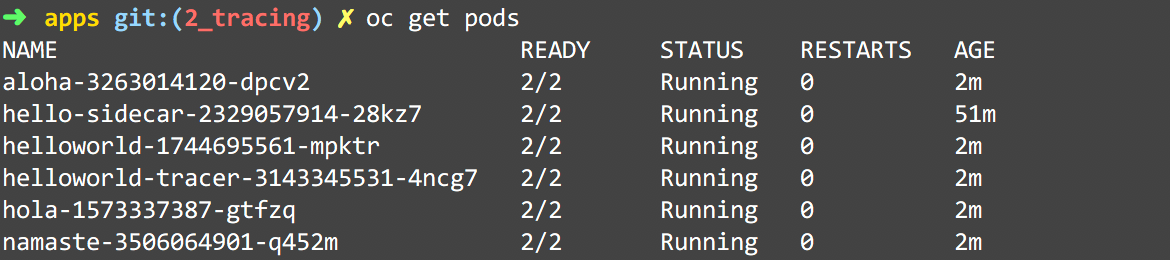 ➜ apps git:(2_tracing) ✗ oc get pods
NAME READY STATUS RESTARTS AGE
aloha-3263014120-dpcv2 2/2 Running 0 2m
hello-sidecar-2329057914-28kz7 2/2 Running 0 51m
helloworld-1744695561-mpktr 2/2 Running 0 2m
helloworld-tracer-3143345531-4ncg7 2/2 Running 0 2m
hola-1573337387-gtfzq 2/2 Running 0 2m
namaste-3506064901-q452m 2/2 Running 0 2m